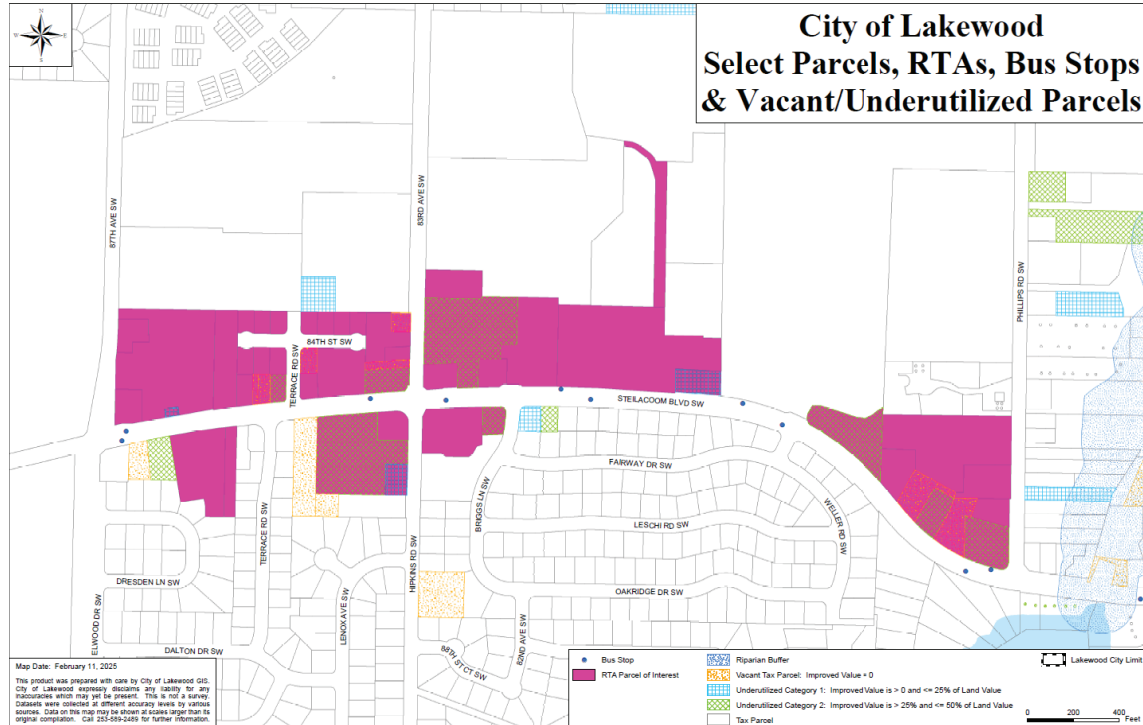 City of Lakewood
Select Parcels, RTAs, Bus Stops
& Vacant/Underutilized Parcels
N
E
S
W
87TH AVE SW
83RD AVE SW
PHILLIPS RD SW
84TH ST SW
TERRACE RD SW
STEILACOOM BLVD SW
FAIRWAY DR SW
BRIGGS LN SW
LESCHI RD SW
WELLER RD SW
TERRACE RD SW
HIPKINS RD SW
DRESDEN LN SW
OAKRIDGE DR SW
ELWOOD DR SW
LENOX AVE SW
82ND AVE SW
DALTON DR SW
88TH ST CT SW
Map Date: February 11, 2025
This product was prepared with care by City of Lakewood GIS.
City of Lakewood expressly disclaims any liability for any
inaccuracies which may yet be present. This is not a survey.
Datasets were collected at different accuracy levels by various
sources. Data on this map may be shown at scales larger than its
original compilation. Call 253-589-2489 for further information.
Bus Stop
RTA Parcel of Interest
Riparian Buffer
Vacant Tax Parcel: Improved Value = 0
Underutilized Category 1: Improved Value is > 0 and <= 25% of Land Value
Underutilized Category 2: Improved Value is > 25% and <= 50% of Land Value
Tax Parcel
Lakewood City Limit
0 200 400
Feet